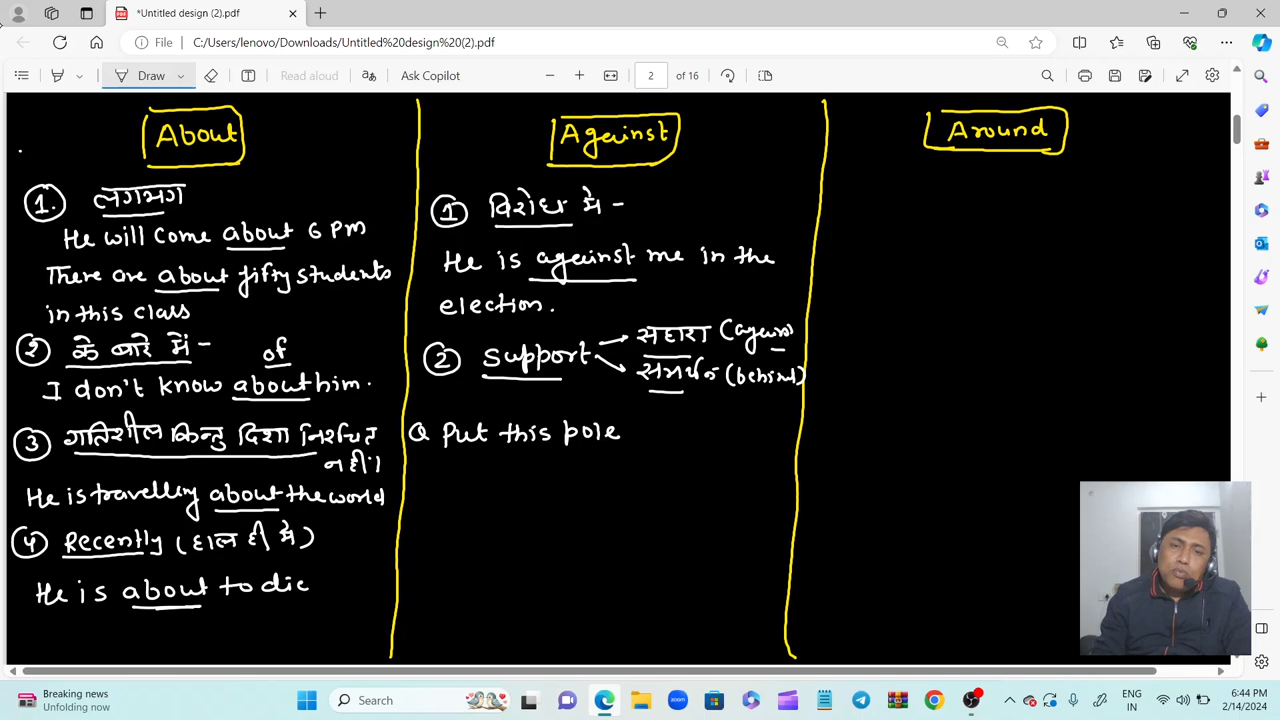 *Untitled design (2).pdf
File C:/Users/lenovo/Downloads/Untitled%20design%20(2).pdf
Draw Read aloud Ask Copilot 2 of 16
About
1. लगभग
He will come about 6 PM
There are about fifty students
in this class
2 के बारे में - of
I don't know about him.
3 गतिशील किन्तु दिशा निश्चित
नहीं।
He is travelling about the world
4 Recently (हाल ही में)
He is about to die
Against
1 विरोध में -
He is against me in the
election.
2 Support सहारा (against)
समर्थन (behind)
Q Put this pole
Around
Breaking news
Unfolding now
Search
ENG
IN
6:44 PM
2/14/2024